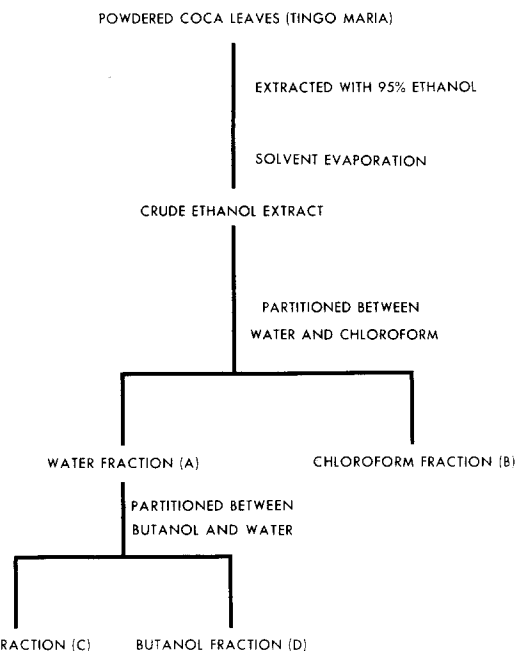 POWDERED COCA LEAVES (TINGO MARIA)
EXTRACTED WITH 95% ETHANOL
SOLVENT EVAPORATION
CRUDE ETHANOL EXTRACT
PARTITIONED BETWEEN
WATER AND CHLOROFORM
WATER FRACTION (A)
CHLOROFORM FRACTION (B)
PARTITIONED BETWEEN
BUTANOL AND WATER
RACTION (C)
BUTANOL FRACTION (D)